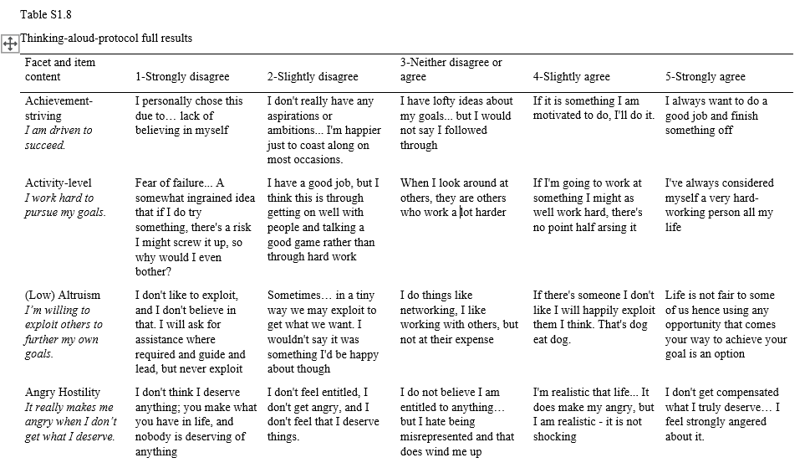 Table S1.8
Thinking-aloud-protocol full results
Facet and item content
1-Strongly disagree
2-Slightly disagree
3-Neither disagree or agree
4-Slightly agree
5-Strongly agree
Achievement-
striving
I am driven to
succeed.
I personally chose this
due to… lack of
believing in myself
I don't really have any
aspirations or
ambitions... I'm happier
just to coast along on
most occasions.
I have lofty ideas about
my goals... but I would
not say I followed
through
If it is something I am
motivated to do, I'll do it.
I always want to do a
good job and finish
something off
Activity-level
I work hard to
pursue my goals.
Fear of failure... A
somewhat ingrained idea
that if I do try
something, there's a risk
I might screw it up, so
why would I even
bother?
I have a good job, but I
think this is through
getting on well with
people and talking a
good game rather than
through hard work
When I look around at
others, they are others
who work a lot harder
If I'm going to work at
something I might as
well work hard, there's
no point half arsing it
I've always considered
myself a very hard-
working person all my
life
(Low) Altruism
I'm willing to
exploit others to
further my own
goals.
I don't like to exploit,
and I don't believe in
that. I will ask for
assistance where
required and guide and
lead, but never exploit
Sometimes… in a tiny
way we may exploit to
get what we want. I
wouldn't say it was
something I'd be happy
about though
I do things like
networking, I like
working with others, but
not at their expense
If there's someone I don't
like I will happily exploit
them I think. That's dog
eat dog.
Life is not fair to some
of us hence using any
opportunity that comes
your way to achieve your
goal is an option
Angry Hostility
It really makes me
angry when I don't
get what I deserve.
I don't think I deserve
anything; you make what
you have in life, and
nobody is deserving of
anything
I don't feel entitled, I
don't get angry, and I
don't feel that I deserve
things.
I do not believe I am
entitled to anything…
but I hate being
misrepresented and that
does wind me up
I'm realistic that life... It
does make my angry, but
I am realistic - it is not
shocking
I don't get compensated
what I truly deserve… I
feel strongly angered
about it.